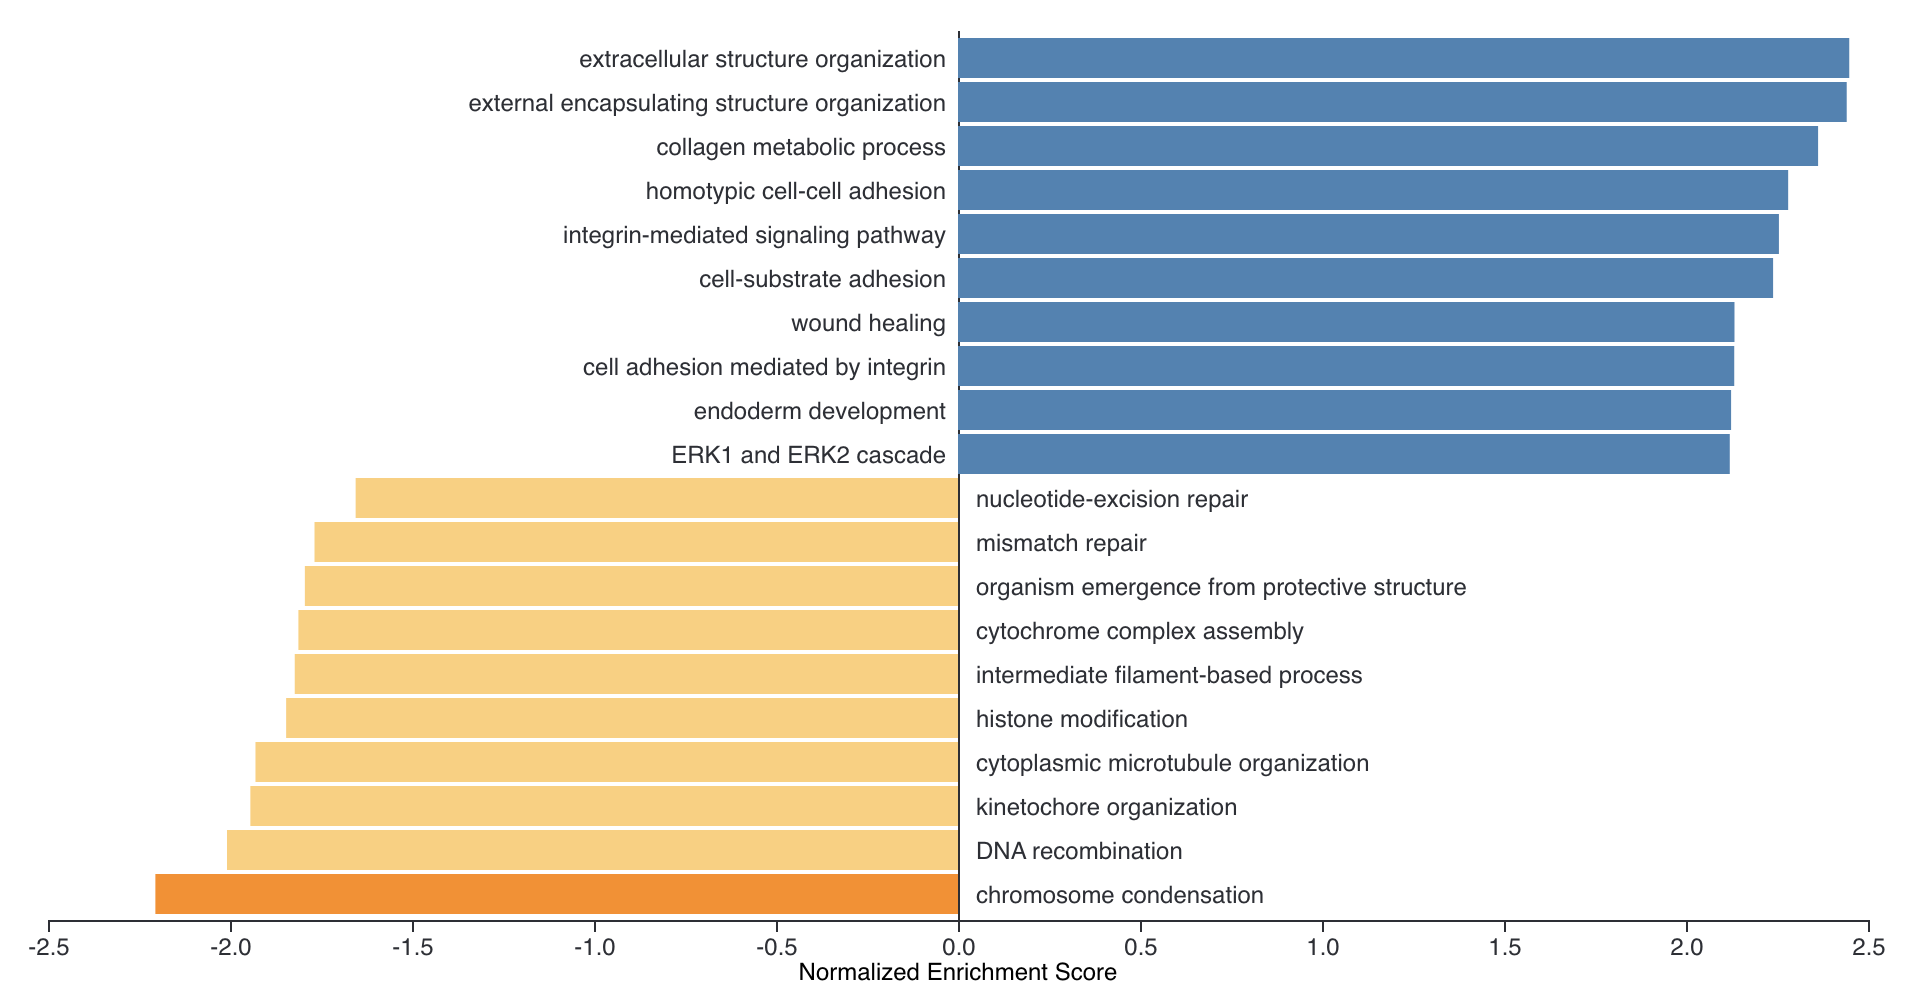 extracellular structure organization
external encapsulating structure organization
collagen metabolic process
homotypic cell-cell adhesion
integrin-mediated signaling pathway
cell-substrate adhesion
wound healing
cell adhesion mediated by integrin
endoderm development
ERK1 and ERK2 cascade
nucleotide-excision repair
mismatch repair
organism emergence from protective structure
cytochrome complex assembly
intermediate filament-based process
histone modification
cytoplasmic microtubule organization
kinetochore organization
DNA recombination
chromosome condensation
-2.5 -2.0 -1.5 -1.0 -0.5 0.0 0.5 1.0 1.5 2.0 2.5
Normalized Enrichment Score